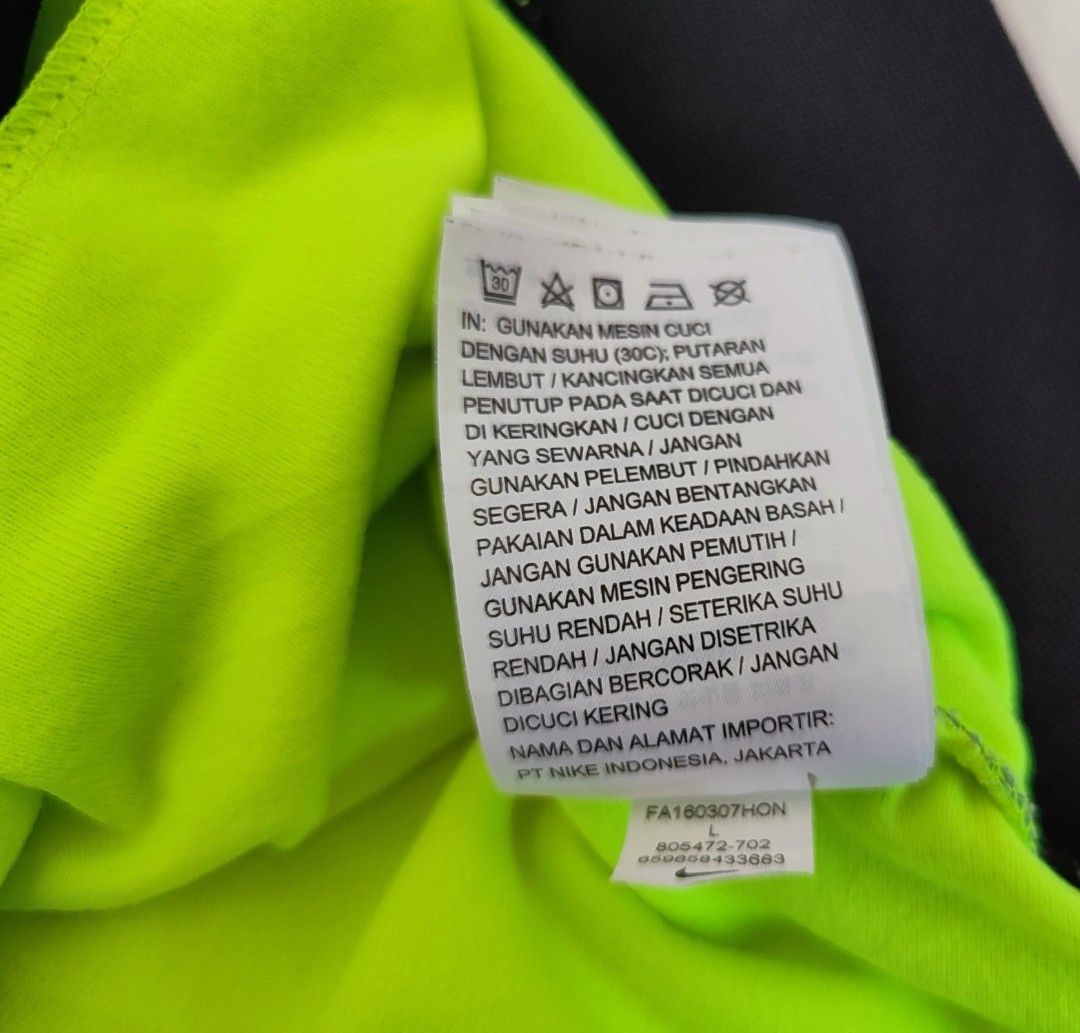 30
IN: GUNAKAN MESIN CUCI
DENGAN SUHU (30C); PUTARAN
LEMBUT / KANCINGKAN SEMUA
PENUTUP PADA SAAT DICUCI DAN
DI KERINGKAN / CUCI DENGAN
YANG SEWARNA / JANGAN
GUNAKAN PELEMBUT / PINDAHKAN
SEGERA / JANGAN BENTANGKAN
PAKAIAN DALAM KEADAAN BASAH /
JANGAN GUNAKAN PEMUTIH /
GUNAKAN MESIN PENGERING
SUHU RENDAH / SETERIKA SUHU
RENDAH / JANGAN DISETRIKA
DIBAGIAN BERCORAK / JANGAN
DICUCI KERING
NAMA DAN ALAMAT IMPORTIR:
PT NIKE INDONESIA, JAKARTA
FA160307HON
L
805472-702
659658433663